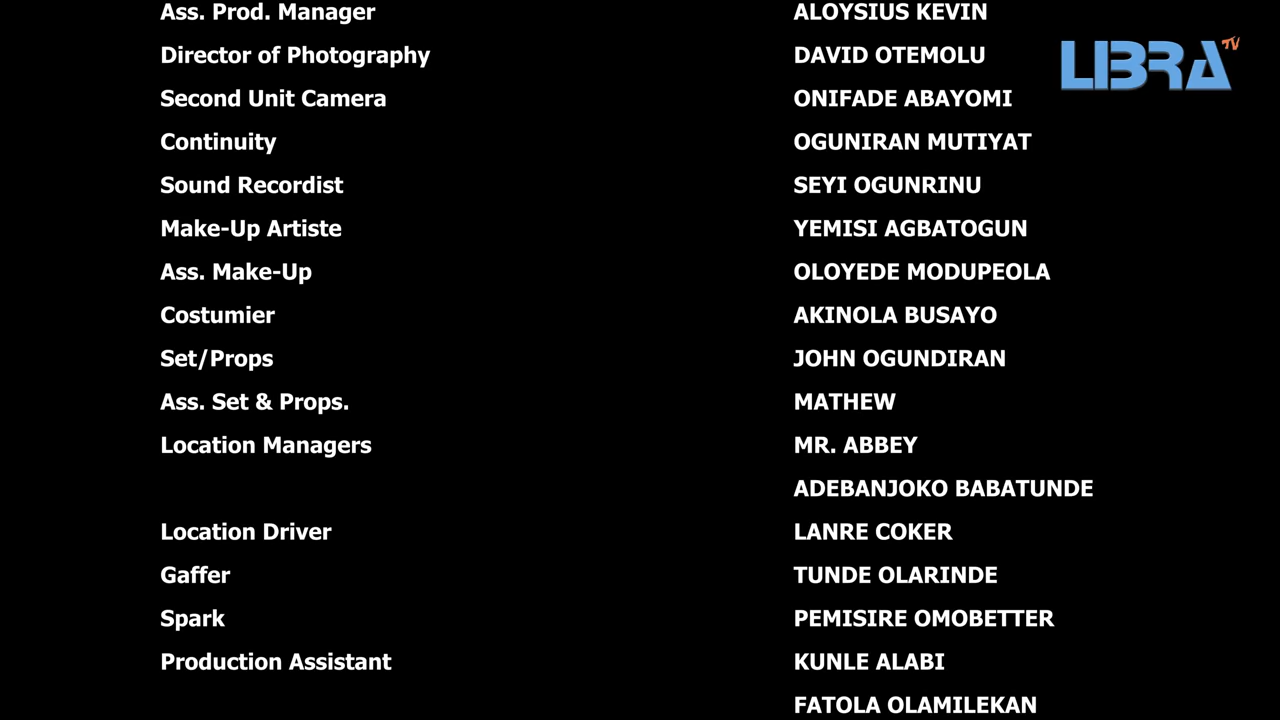 Ass. Prod. Manager ALOYSIUS KEVIN
LIBRA TV
Director of Photography DAVID OTEMOLU
Second Unit Camera ONIFADE ABAYOMI
Continuity OGUNIRAN MUTIYAT
Sound Recordist SEYI OGUNRINU
Make-Up Artiste YEMISI AGBATOGUN
Ass. Make-Up OLOYEDE MODUPEOLA
Costumier AKINOLA BUSAYO
Set/Props JOHN OGUNDIRAN
Ass. Set & Props. MATHEW
Location Managers MR. ABBEY
ADEBANJOKO BABATUNDE
Location Driver LANRE COKER
Gaffer TUNDE OLARINDE
Spark PEMISIRE OMOBETTER
Production Assistant KUNLE ALABI
FATOLA OLAMILEKAN